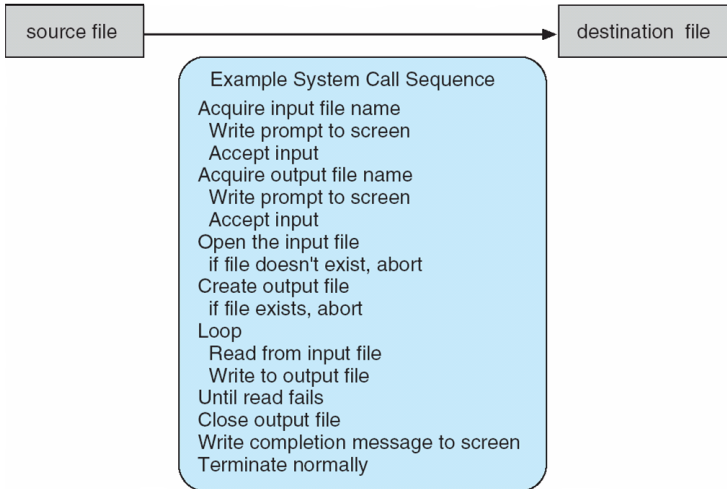 source file
destination file
Example System Call Sequence
Acquire input file name
Write prompt to screen
Accept input
Acquire output file name
Write prompt to screen
Accept input
Open the input file
if file doesn't exist, abort
Create output file
if file exists, abort
Loop
Read from input file
Write to output file
Until read fails
Close output file
Write completion message to screen
Terminate normally